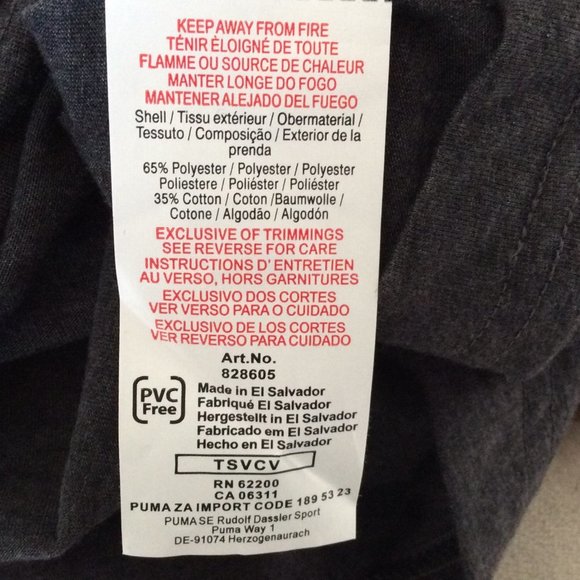 KEEP AWAY FROM FIRE
TÉNIR ÉLOIGNÉ DE TOUTE
FLAMME OU SOURCE DE CHALEUR
MANTER LONGE DO FOGO
MANTENER ALEJADO DEL FUEGO
Shell / Tissu extérieur / Obermaterial /
Tessuto / Composição / Exterior de la
prenda
65% Polyester / Polyester / Polyester
Poliestere / Poliéster / Poliéster
35% Cotton / Coton /Baumwolle /
Cotone / Algodão / Algodón
EXCLUSIVE OF TRIMMINGS
SEE REVERSE FOR CARE
INSTRUCTIONS D' ENTRETIEN
AU VERSO, HORS GARNITURES
EXCLUSIVO DOS CORTES
VER VERSO PARA O CUIDADO
EXCLUSIVO DE LOS CORTES
VER REVERSO PARA CUIDADO
Art.No.
828605
PVC
Free
Made in El Salvador
Fabriqué El Salvador
Hergestellt in El Salvador
Fabricado em El Salvador
Hecho en El Salvador
TSVCV
RN 62200
CA 06311
PUMA ZA IMPORT CODE 189 53 23
PUMA SE Rudolf Dassler Sport
Puma Way 1
DE-91074 Herzogenaurach